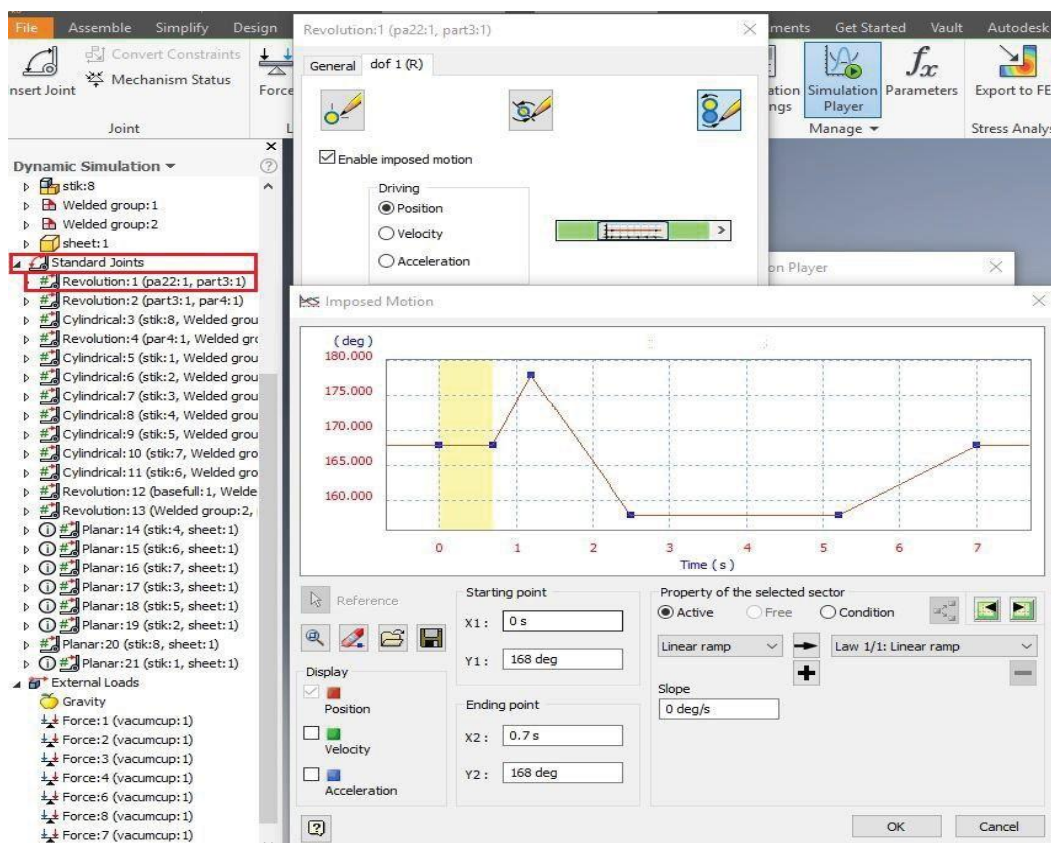 File Assemble Simplify Design
nsert Joint
Convert Constraints
Mechanism Status
Force
Joint
L
Revolution:1 (pa22:1, part3:1)
General dof 1 (R)
Enable imposed motion
Driving
Position
Velocity
Acceleration
ments Get Started Vault Autodesk
ation
ngs
Simulation
Player
fx
Parameters
Export to FE
Manage
Stress Analys
on Player
Dynamic Simulation
stik:8
Welded group:1
Welded group:2
sheet:1
Standard Joints
Revolution:1 (pa22:1, part3:1)
Revolution:2 (part3:1, par4:1)
Cylindrical:3 (stik:8, Welded grou
Revolution:4 (par4:1, Welded gro
Cylindrical:5 (stik:1, Welded grou
Cylindrical:6 (stik:2, Welded grou
Cylindrical:7 (stik:3, Welded grou
Cylindrical:8 (stik:4, Welded grou
Cylindrical:9 (stik:5, Welded grou
Cylindrical:10 (stik:7, Welded gro
Cylindrical:11 (stik:6, Welded gro
Revolution:12 (basefull:1, Welde
Revolution:13 (Welded group:2,
Planar:14 (stik:4, sheet:1)
Planar:15 (stik:6, sheet:1)
Planar:16 (stik:7, sheet:1)
Planar:17 (stik:3, sheet:1)
Planar:18 (stik:5, sheet:1)
Planar:19 (stik:2, sheet:1)
Planar:20 (stik:8, sheet:1)
Planar:21 (stik:1, sheet:1)
External Loads
Gravity
Force:1 (vacumcup:1)
Force:2 (vacumcup:1)
Force:3 (vacumcup:1)
Force:4 (vacumcup:1)
Force:6 (vacumcup:1)
Force:8 (vacumcup:1)
Force:7 (vacumcup:1)
Imposed Motion
( deg )
180.000
175.000
170.000
165.000
160.000
0 1 2 3 4 5 6 7
Time ( s )
Reference
Display
Position
Velocity
Acceleration
Starting point
X1: 0 s
Y1: 168 deg
Ending point
X2: 0.7 s
Y2: 168 deg
Property of the selected sector
Active Free Condition
Linear ramp
Law 1/1: Linear ramp
Slope
0 deg/s
OK Cancel